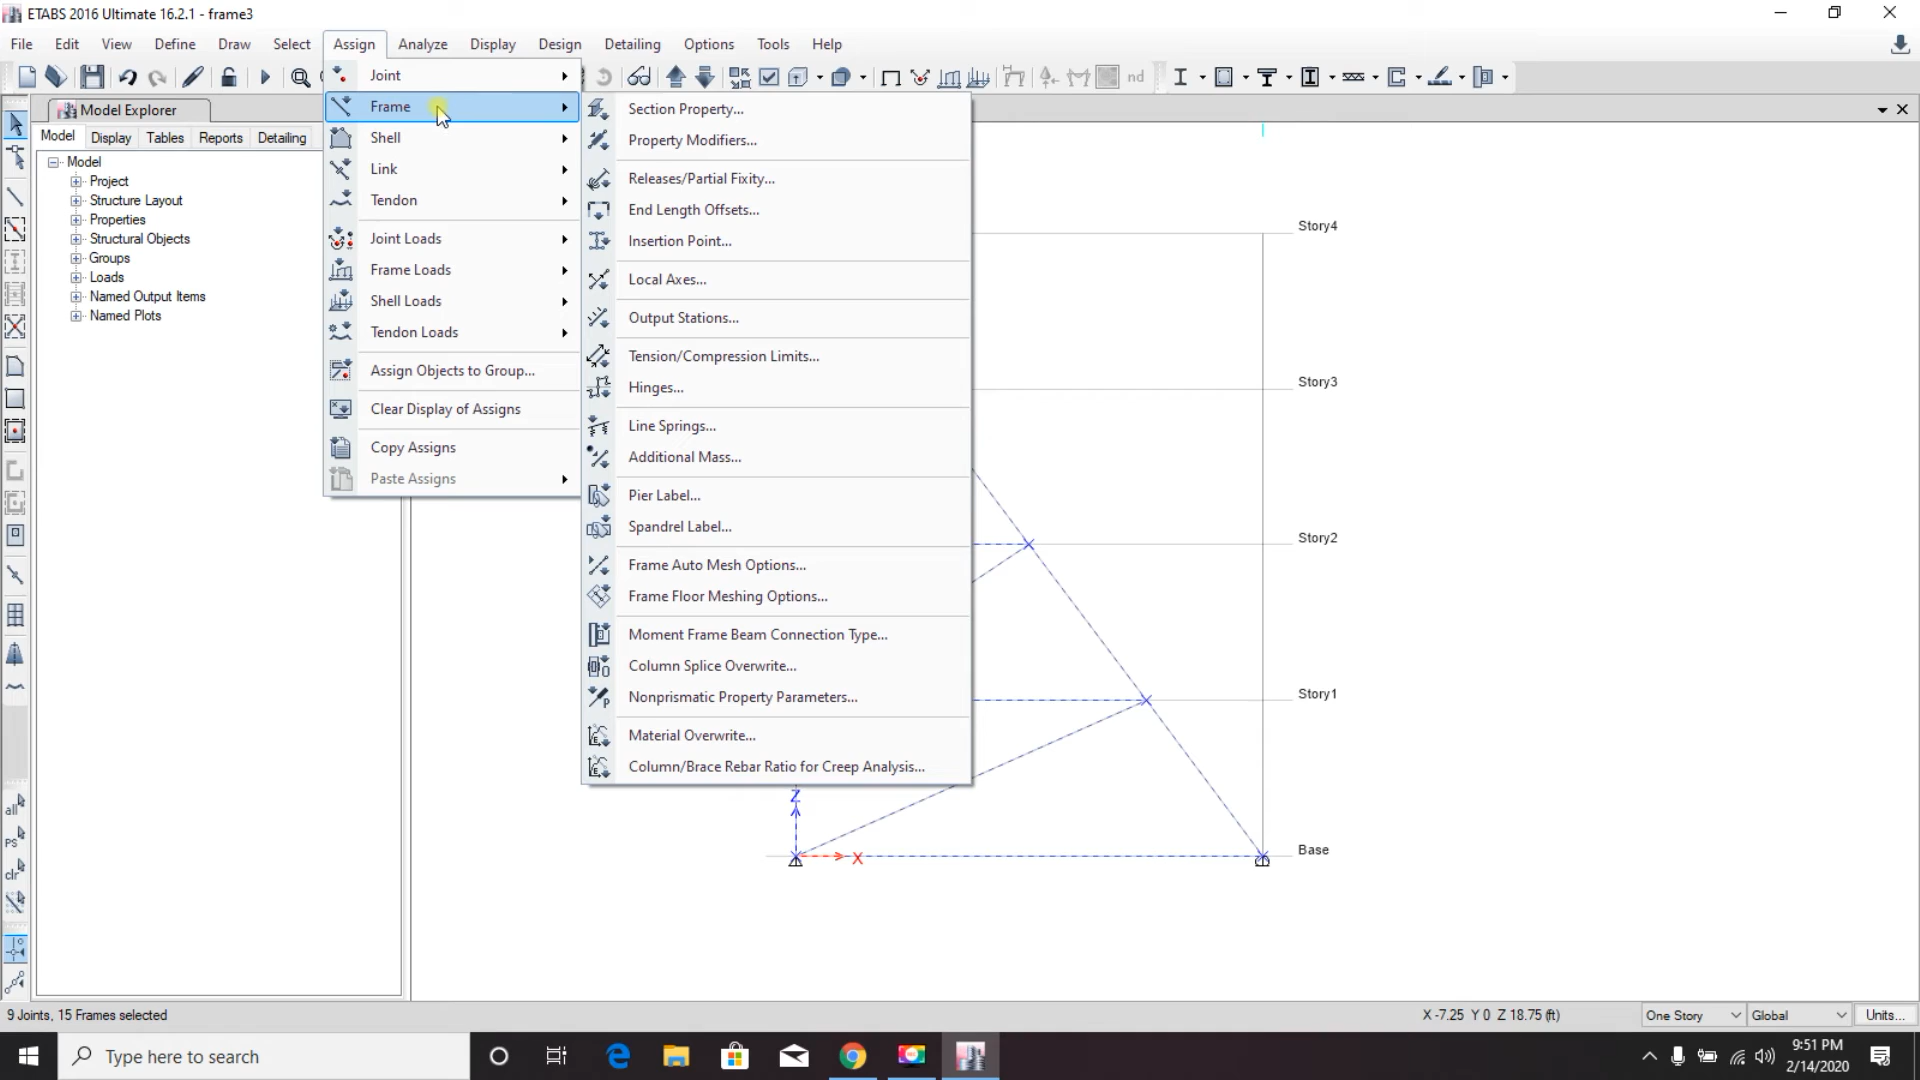 ETABS 2016 Ultimate 16.2.1 - frame3
File Edit View Define Draw Select Assign Analyze Display Design Detailing Options Tools Help
nd
Model Explorer
Model Display Tables Reports Detailing
Model
Project
Structure Layout
Properties
Structural Objects
Groups
Loads
Named Output Items
Named Plots
Joint
Frame
Shell
Link
Tendon
Joint Loads
Frame Loads
Shell Loads
Tendon Loads
Assign Objects to Group...
Clear Display of Assigns
Copy Assigns
Paste Assigns
Section Property...
Property Modifiers...
Releases/Partial Fixity...
End Length Offsets...
Insertion Point...
Local Axes...
Output Stations...
Tension/Compression Limits...
Hinges...
Line Springs...
Additional Mass...
Pier Label...
Spandrel Label...
Frame Auto Mesh Options...
Frame Floor Meshing Options...
Moment Frame Beam Connection Type...
Column Splice Overwrite...
Nonprismatic Property Parameters...
Material Overwrite...
Column/Brace Rebar Ratio for Creep Analysis...
Story4
Story3
Story2
Story1
Base
Z
X
all
PS
clr
9 Joints, 15 Frames selected
X -7.25 Y 0 Z 18.75 (ft)
One Story
Global
Units...
Type here to search
9:51 PM
2/14/2020